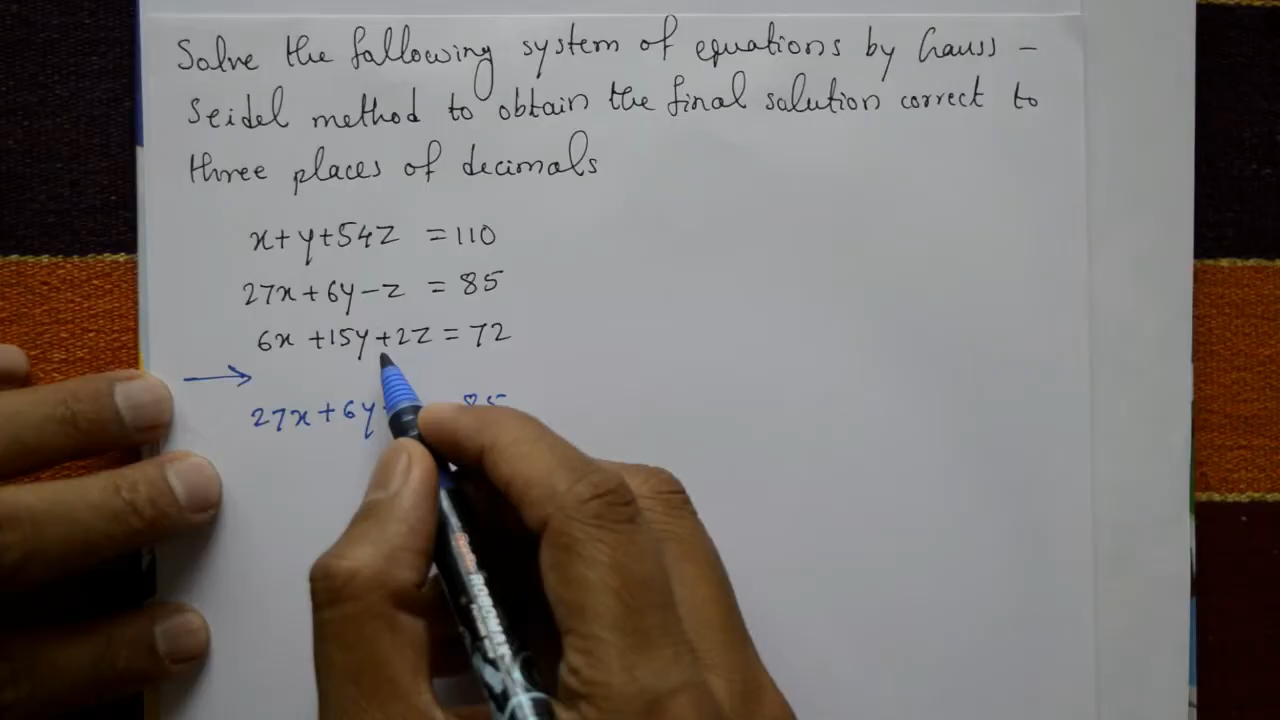 Solve the following system of equations by Gauss -
Seidel method to obtain the final solution correct to
three places of decimals
x+y+54z = 110
27x+6y-z = 85
6x +15y+2z = 72
27x+6y 85